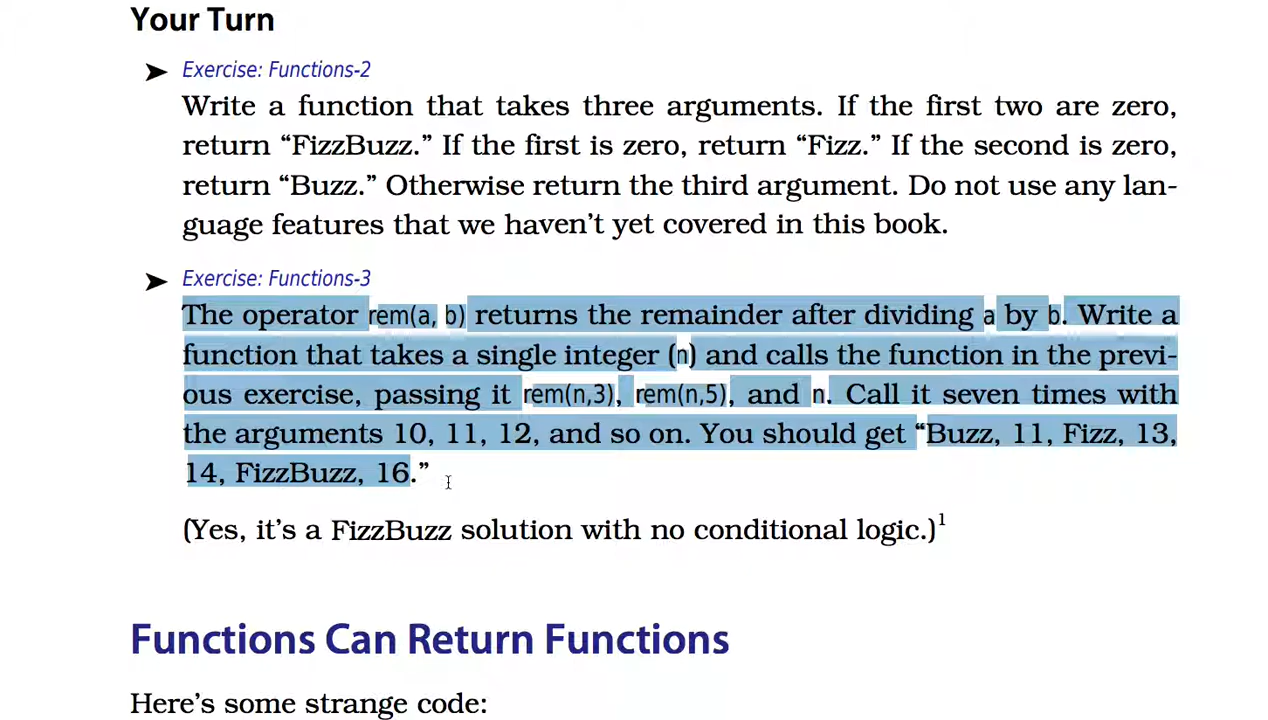 Your Turn
Exercise: Functions-2
Write a function that takes three arguments. If the first two are zero,
return “FizzBuzz.” If the first is zero, return “Fizz.” If the second is zero,
return “Buzz.” Otherwise return the third argument. Do not use any lan-
guage features that we haven’t yet covered in this book.
Exercise: Functions-3
The operator rem(a, b) returns the remainder after dividing a by b. Write a
function that takes a single integer (n) and calls the function in the previ-
ous exercise, passing it rem(n,3), rem(n,5), and n. Call it seven times with
the arguments 10, 11, 12, and so on. You should get “Buzz, 11, Fizz, 13,
14, FizzBuzz, 16.”
(Yes, it’s a FizzBuzz solution with no conditional logic.)1
Functions Can Return Functions
Here’s some strange code: